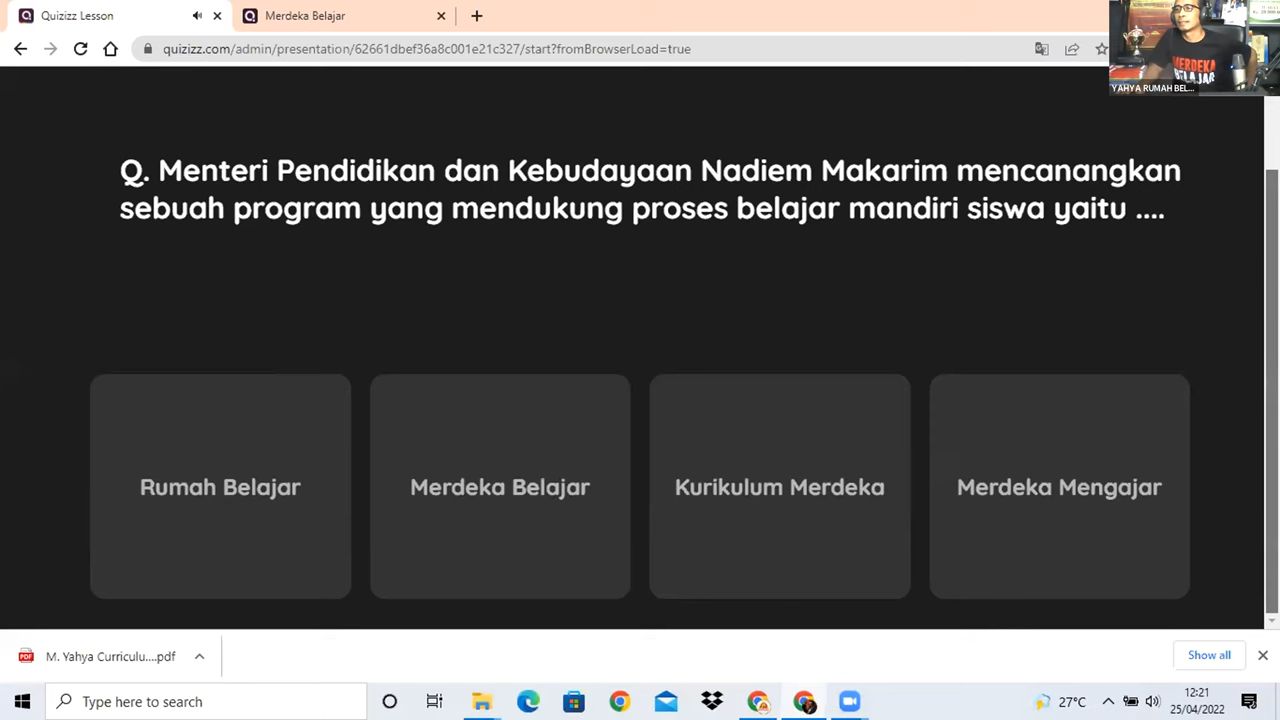 Quizizz Lesson
Merdeka Belajar
quizizz.com/admin/presentation/62661dbef36a8c001e21c327/start?fromBrowserLoad=true
MERDEKA
BELAJAR
YAHYA RUMAH BEL...
Q. Menteri Pendidikan dan Kebudayaan Nadiem Makarim mencanangkan
sebuah program yang mendukung proses belajar mandiri siswa yaitu ....
Rumah Belajar
Merdeka Belajar
Kurikulum Merdeka
Merdeka Mengajar
M. Yahya Curriculu....pdf
Show all
Type here to search
27°C
12:21
25/04/2022